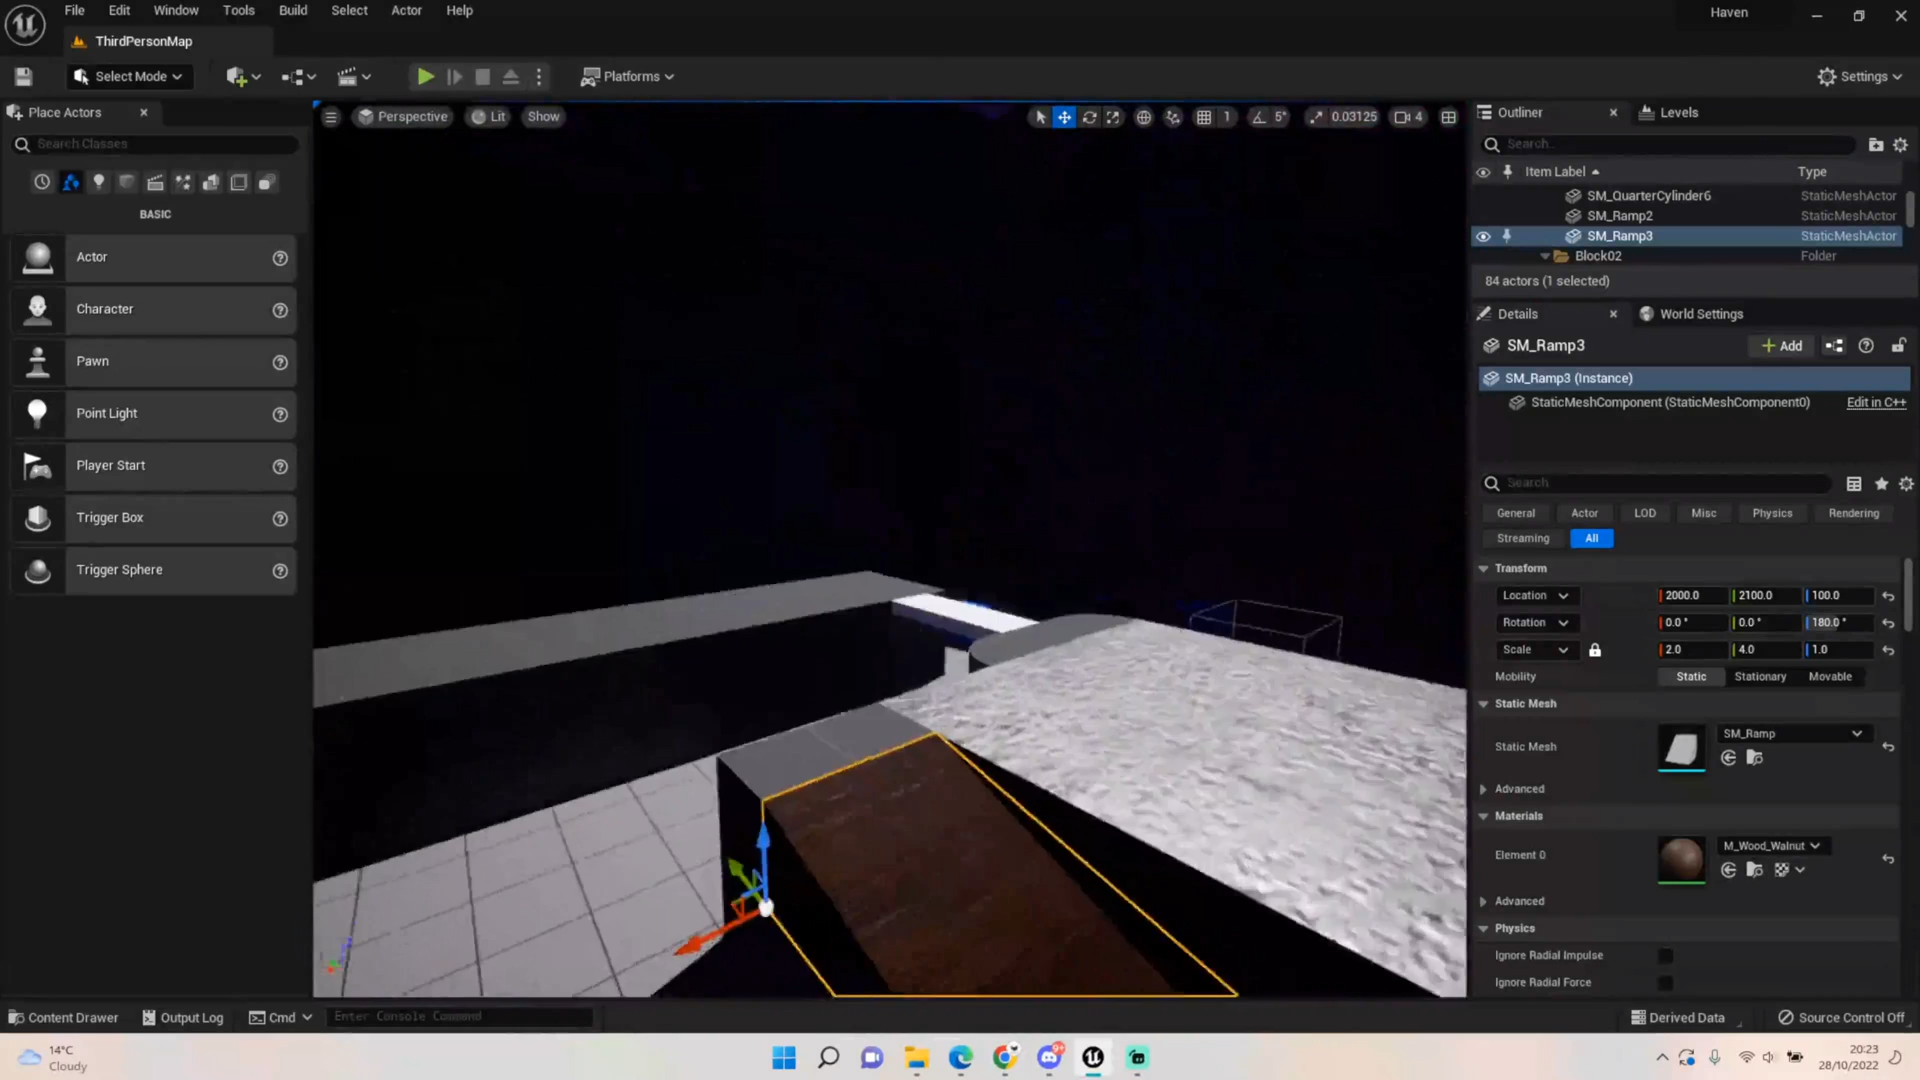 File Edit Window Tools Build Select Actor Help Haven
ThirdPersonMap
Select Mode Platforms Settings
Place Actors
Search Classes
BASIC
Actor
Character
Pawn
Point Light
Player Start
Trigger Box
Trigger Sphere
Perspective Lit Show 1 5° 0.03125 4
Outliner Levels
Search...
Item Label Type
SM_QuarterCylinder6 StaticMeshActor
SM_Ramp2 StaticMeshActor
SM_Ramp3 StaticMeshActor
Block02 Folder
84 actors (1 selected)
Details World Settings
SM_Ramp3 Add
SM_Ramp3 (Instance)
StaticMeshComponent (StaticMeshComponent0) Edit in C++
Search
General Actor LOD Misc Physics Rendering
Streaming All
Transform
Location 2000.0 2100.0 100.0
Rotation 0.0° 0.0° 180.0°
Scale 2.0 4.0 1.0
Mobility Static Stationary Movable
Static Mesh
Static Mesh SM_Ramp
Advanced
Materials
Element 0 M_Wood_Walnut
Advanced
Physics
Ignore Radial Impulse
Ignore Radial Force
Content Drawer Output Log Cmd Enter Console Command Derived Data Source Control Off
14°C
Cloudy
9+
20:23
28/10/2022